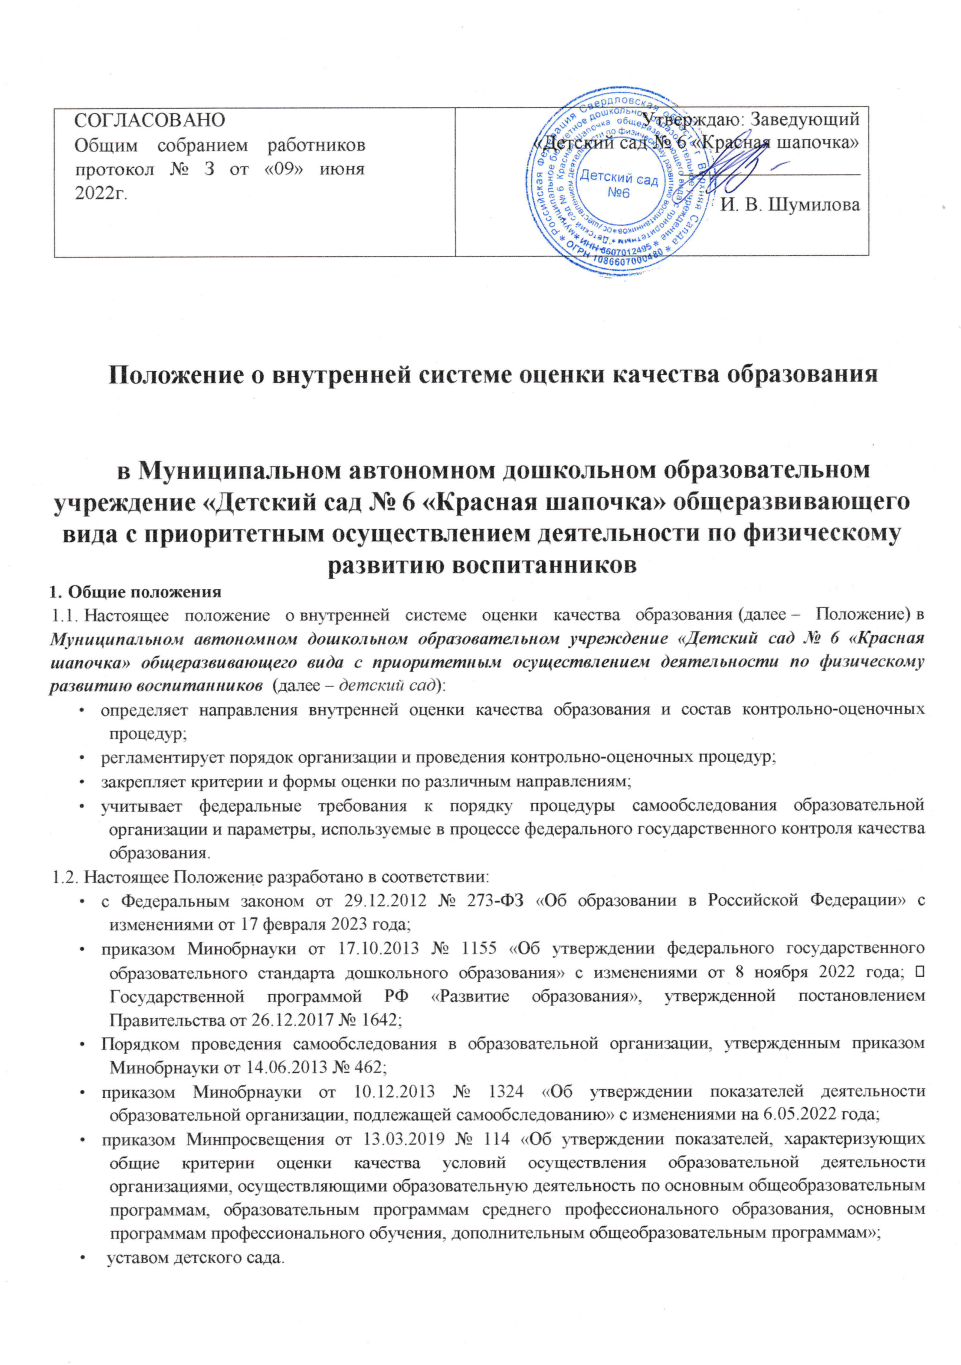 СОГЛАСОВАНО
Общим собранием работников
протокол № 3 от «09» июня
2022г.
Утверждаю: Заведующий
«Детский сад № 6 «Красная шапочка»
И. В. Шумилова
Детский сад
№6
ИНН 6607012495
ОГРН 1086607000480
Положение о внутренней системе оценки качества образования
в Муниципальном автономном дошкольном образовательном
учреждение «Детский сад № 6 «Красная шапочка» общеразвивающего
вида с приоритетным осуществлением деятельности по физическому
развитию воспитанников
1. Общие положения
1.1. Настоящее положение о внутренней системе оценки качества образования (далее – Положение) в
Муниципальном автономном дошкольном образовательном учреждение «Детский сад № 6 «Красная
шапочка» общеразвивающего вида с приоритетным осуществлением деятельности по физическому
развитию воспитанников (далее – детский сад):
• определяет направления внутренней оценки качества образования и состав контрольно-оценочных
процедур;
• регламентирует порядок организации и проведения контрольно-оценочных процедур;
• закрепляет критерии и формы оценки по различным направлениям;
• учитывает федеральные требования к порядку процедуры самообследования образовательной
организации и параметры, используемые в процессе федерального государственного контроля качества
образования.
1.2. Настоящее Положение разработано в соответствии:
• с Федеральным законом от 29.12.2012 № 273-ФЗ «Об образовании в Российской Федерации» с
изменениями от 17 февраля 2023 года;
• приказом Минобрнауки от 17.10.2013 № 1155 «Об утверждении федерального государственного
образовательного стандарта дошкольного образования» с изменениями от 8 ноября 2022 года; 
Государственной программой РФ «Развитие образования», утвержденной постановлением
Правительства от 26.12.2017 № 1642;
• Порядком проведения самообследования в образовательной организации, утвержденным приказом
Минобрнауки от 14.06.2013 № 462;
• приказом Минобрнауки от 10.12.2013 № 1324 «Об утверждении показателей деятельности
образовательной организации, подлежащей самообследованию» с изменениями на 6.05.2022 года;
• приказом Минпросвещения от 13.03.2019 № 114 «Об утверждении показателей, характеризующих
общие критерии оценки качества условий осуществления образовательной деятельности
организациями, осуществляющими образовательную деятельность по основным общеобразовательным
программам, образовательным программам среднего профессионального образования, основным
программам профессионального обучения, дополнительным общеобразовательным программам»;
• уставом детского сада.